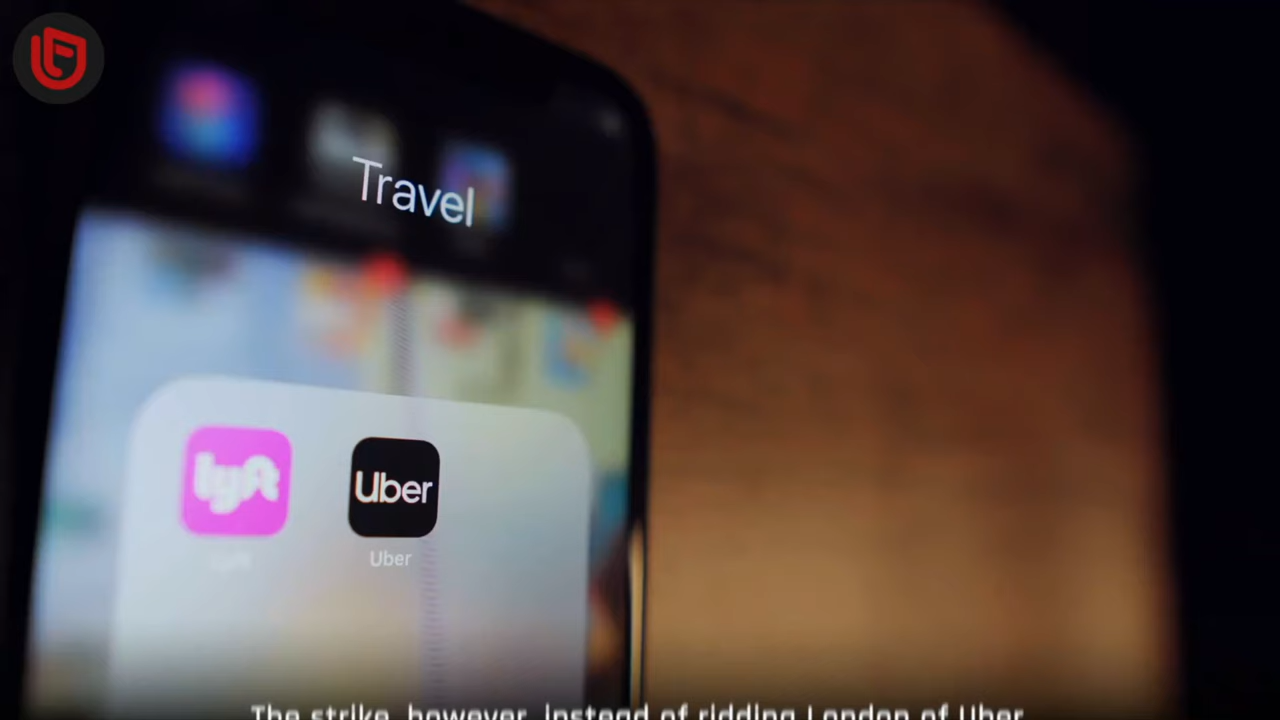 Travel
lyft
Uber
Uber
The strike, however, instead of ridding London of Uber